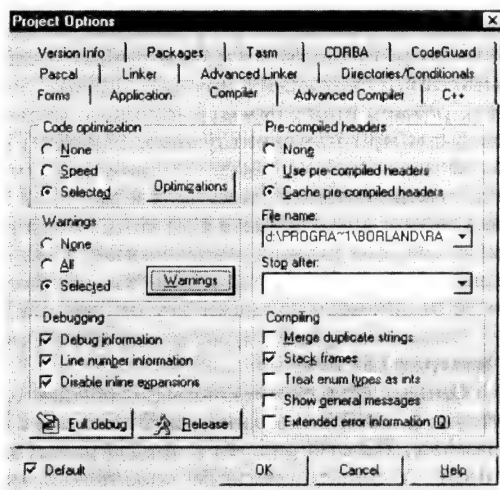 Project Options
Version Info Packages Tasm CORBA CodeGuard
Pascal Linker Advanced Linker Directories/Conditionals
Forms Application Compiler Advanced Compiler C++
Code optimization
None
Speed
Selected
Optimizations
Pre-compiled headers
None
Use pre-compiled headers
Cache pre-compiled headers
File name:
d:\PROGRA~1\BORLAND\RA
Stop after:
Warnings
None
All
Selected
Warnings
Debugging
Debug information
Line number information
Disable inline expansions
Compiling
Merge duplicate strings
Stack frames
Treat enum types as ints
Show general messages
Extended error information (Q)
Full debug Release
Default OK Cancel Help